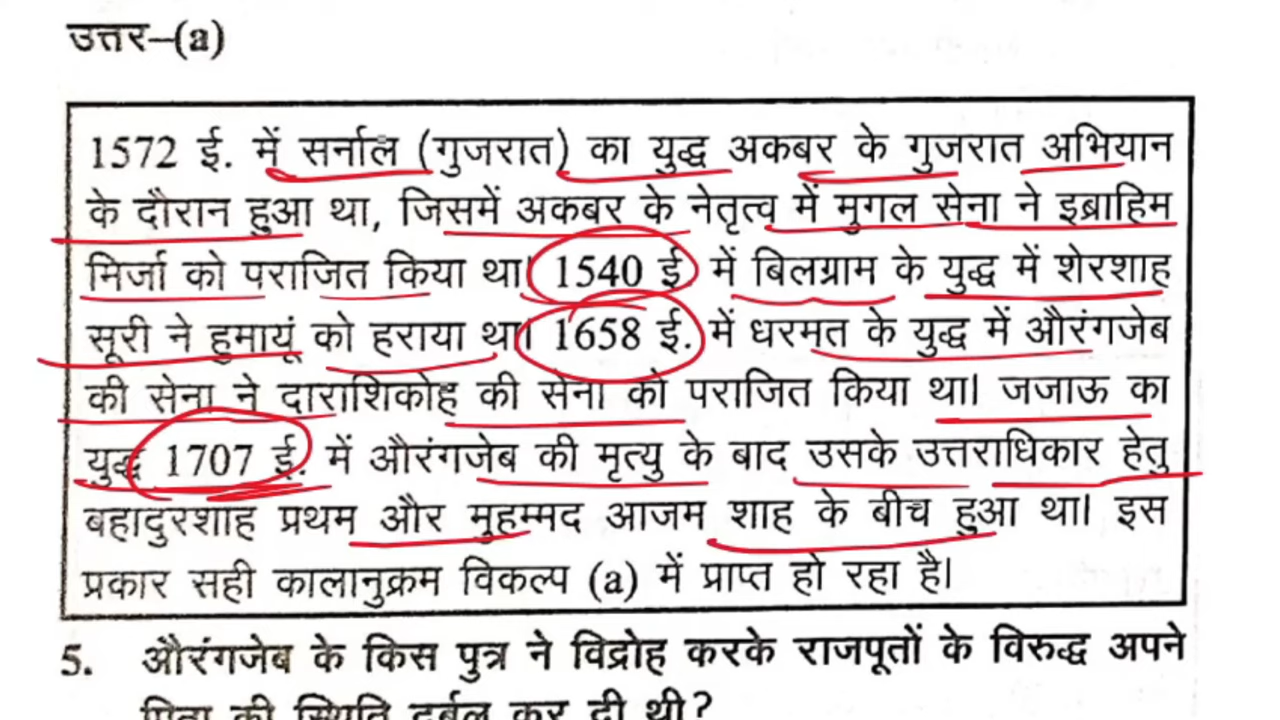 उत्तर–(a)
1572 ई. में सर्नाल (गुजरात) का युद्ध अकबर के गुजरात अभियान
के दौरान हुआ था, जिसमें अकबर के नेतृत्व में मुगल सेना ने इब्राहिम
मिर्जा को पराजित किया था। 1540 ई में बिलग्राम के युद्ध में शेरशाह
सूरी ने हुमायूं को हराया था। 1658 ई. में धरमत के युद्ध में औरंगजेब
की सेना ने दाराशिकोह की सेना को पराजित किया था। जजाऊ का
युद्ध 1707 ई. में औरंगजेब की मृत्यु के बाद उसके उत्तराधिकार हेतु
बहादुरशाह प्रथम और मुहम्मद आजम शाह के बीच हुआ था। इस
प्रकार सही कालानुक्रम विकल्प (a) में प्राप्त हो रहा है।
5. औरंगजेब के किस पुत्र ने विद्रोह करके राजपूतों के विरुद्ध अपने
पिता की स्थिति दुर्बल कर दी थी?